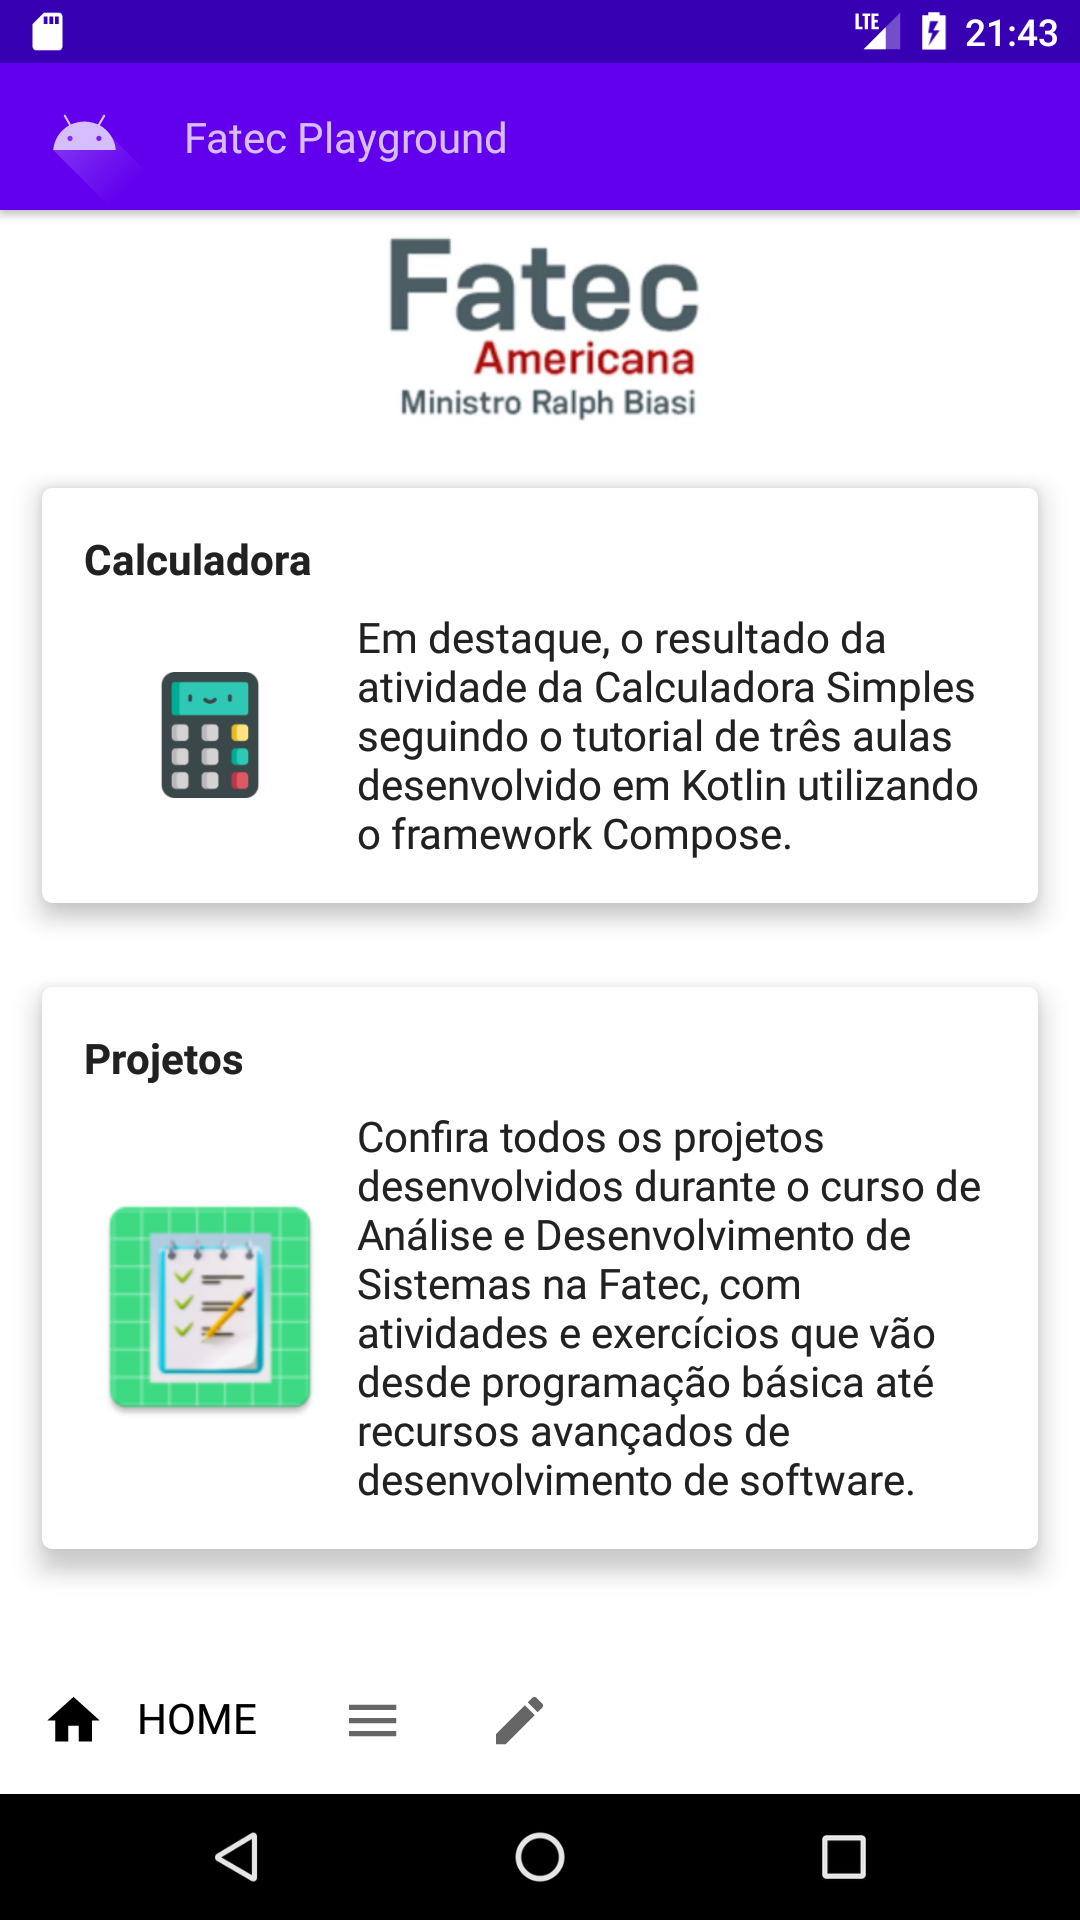 LTE 21:43
Fatec Playground
Fatec
Americana
Ministro Ralph Biasi
Calculadora
Em destaque, o resultado da
atividade da Calculadora Simples
seguindo o tutorial de três aulas
desenvolvido em Kotlin utilizando
o framework Compose.
Projetos
Confira todos os projetos
desenvolvidos durante o curso de
Análise e Desenvolvimento de
Sistemas na Fatec, com
atividades e exercícios que vão
desde programação básica até
recursos avançados de
desenvolvimento de software.
HOME